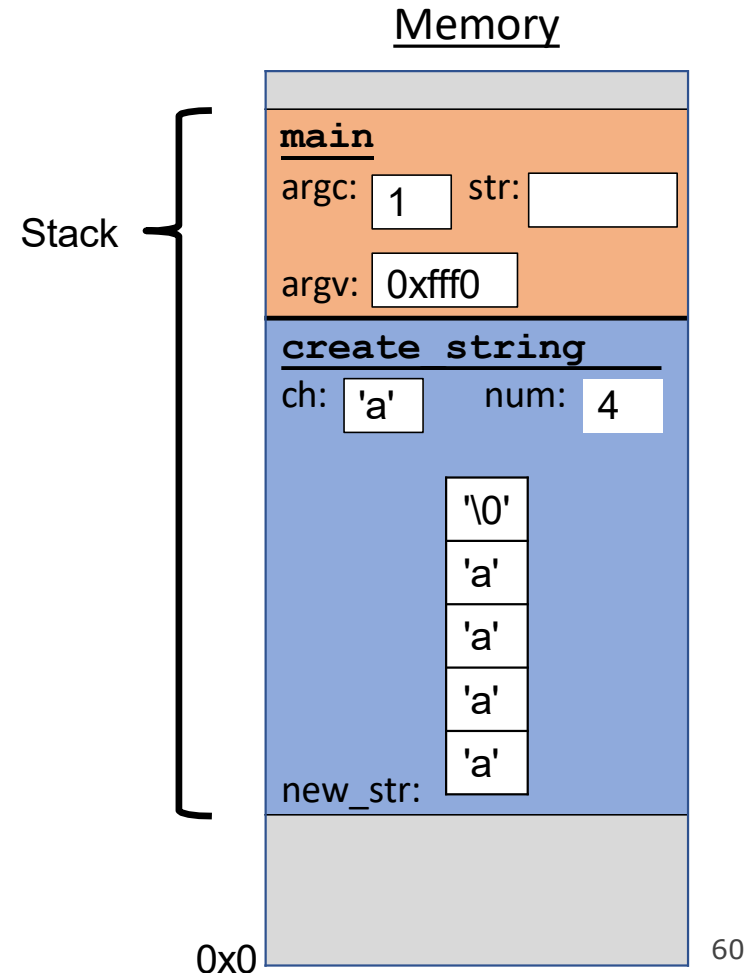 Memory
main
argc: 1 str:
Stack
argv: 0xfff0
create string
ch: 'a' num: 4
'\0'
'a'
'a'
'a'
'a'
new_str:
0x0
60